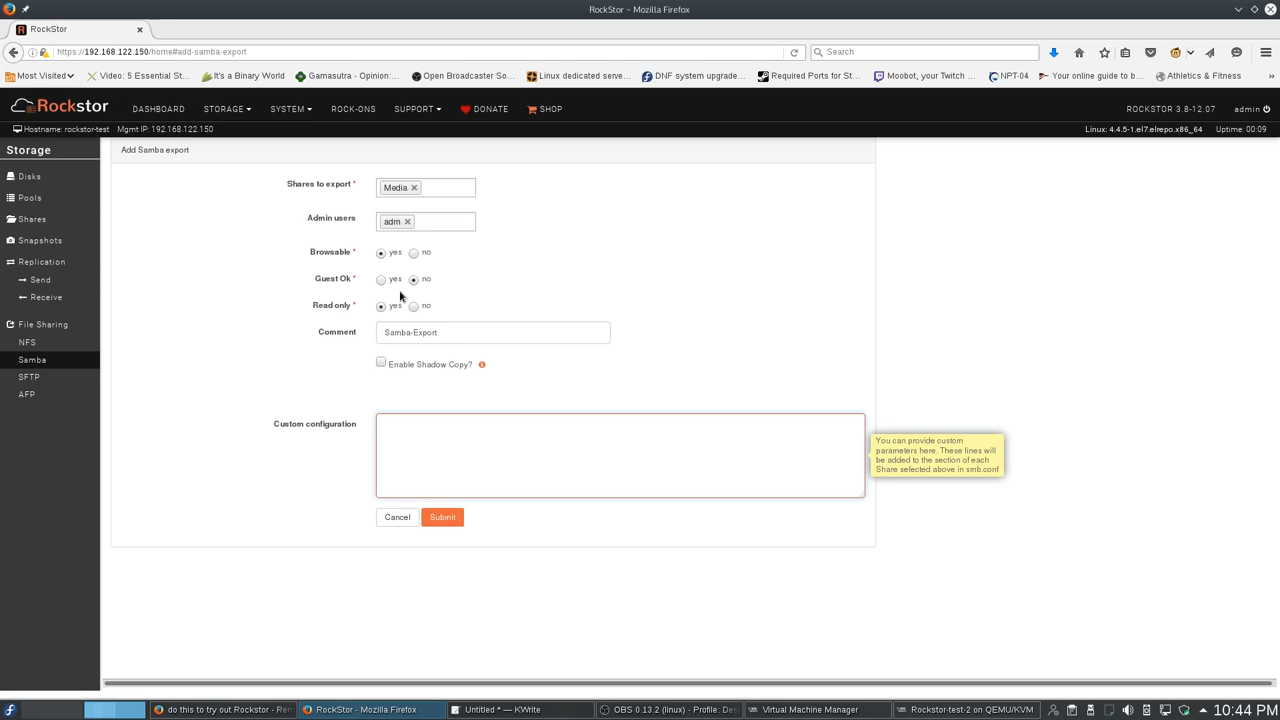 RockStor – Mozilla Firefox
RockStor
https://192.168.122.150/home#add-samba-export
Search
Most Visited
Video: 5 Essential St...
It's a Binary World
Gamasutra - Opinion:...
Open Broadcaster So...
Linux dedicated serve...
DNF system upgrade...
Required Ports for St...
Moobot, your Twitch ...
NPT-04
Your online guide to b...
Athletics & Fitness
»
Rockstor
DASHBOARD
STORAGE
SYSTEM
ROCK-ONS
SUPPORT
DONATE
SHOP
ROCKSTOR 3.8-12.07
admin
Hostname: rockstor-test
Mgmt IP: 192.168.122.150
Linux: 4.4.5-1.el7.elrepo.x86_64
Uptime: 00:09
Storage
Disks
Pools
Shares
Snapshots
Replication
Send
Receive
File Sharing
NFS
Samba
SFTP
AFP
Add Samba export
Shares to export *
Media ×
Admin users
adm ×
Browsable *
yes no
Guest Ok *
yes no
Read only *
yes no
Comment
Samba-Export
Enable Shadow Copy?
Custom configuration
You can provide custom
parameters here. These lines will
be added to the section of each
Share selected above in smb.conf
Cancel
Submit
do this to try out Rockstor - Rem
RockStor - Mozilla Firefox
Untitled * — KWrite
OBS 0.13.2 (linux) - Profile: Des
Virtual Machine Manager
Rockstor-test-2 on QEMU/KVM
10:44 PM